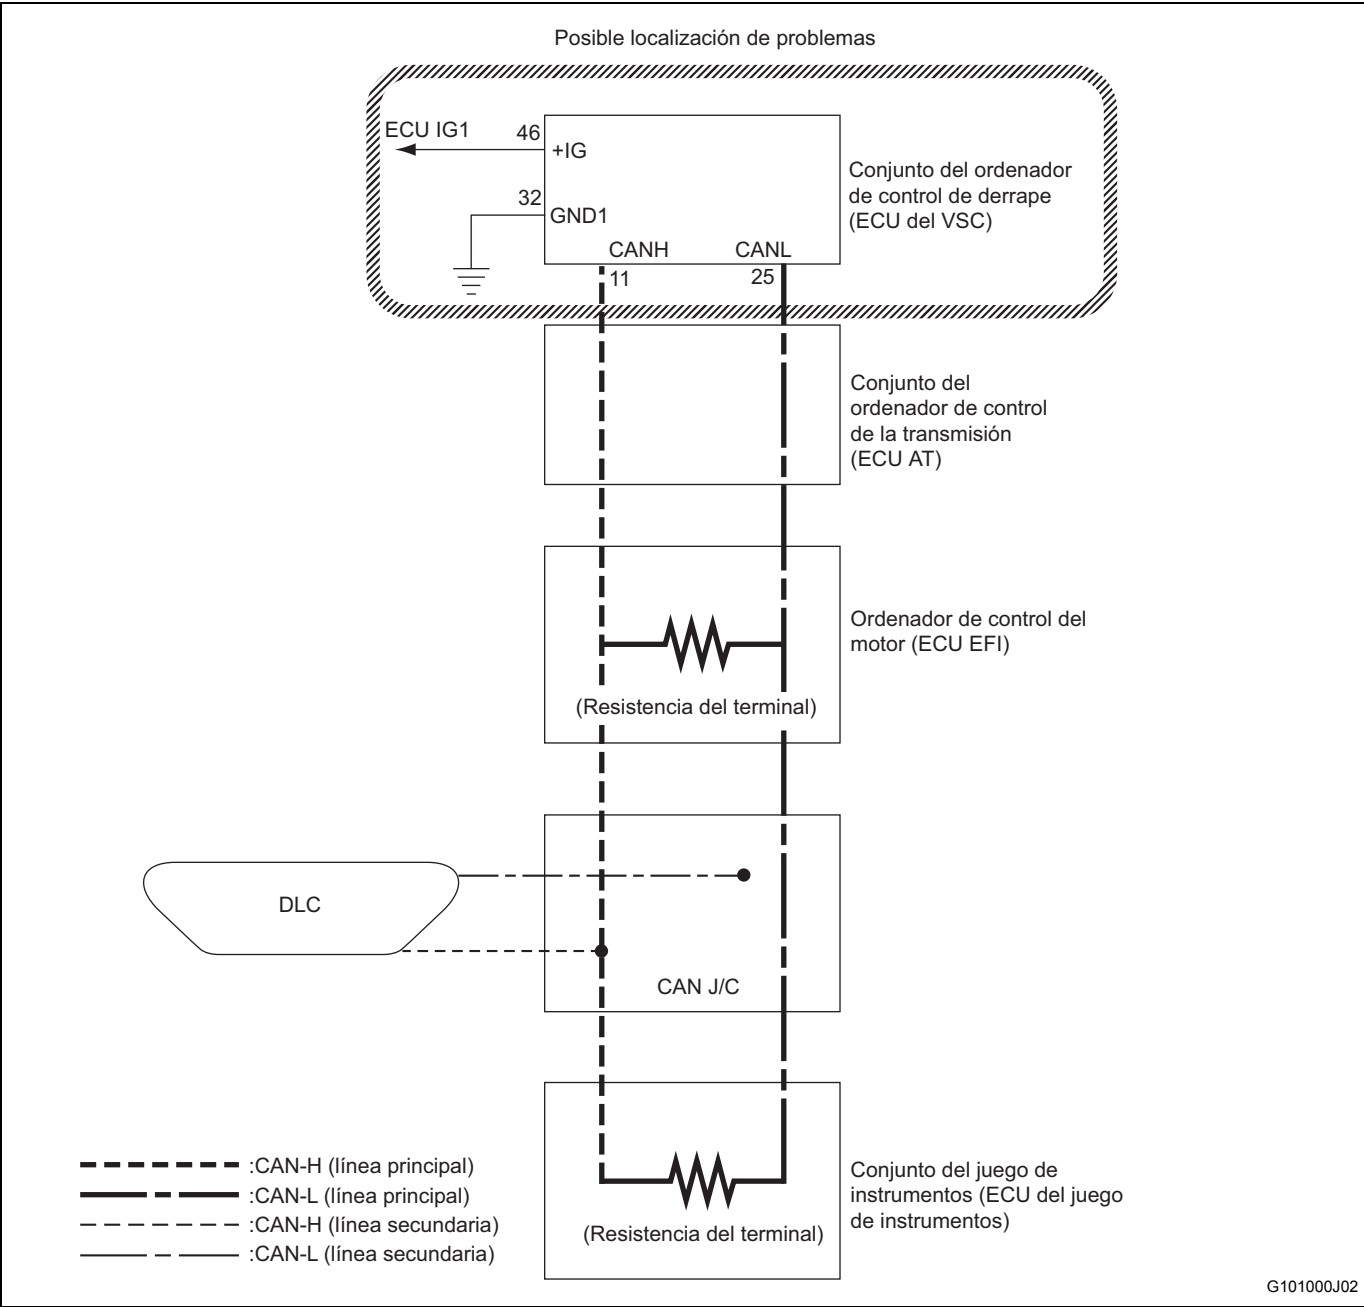 Posible localización de problemas
ECU IG1
46
+IG
32
GND1
CANH
CANL
11
25
Conjunto del ordenador
de control de derrape
(ECU del VSC)
Conjunto del
ordenador de control
de la transmisión
(ECU AT)
Ordenador de control del
motor (ECU EFI)
(Resistencia del terminal)
DLC
CAN J/C
Conjunto del juego de
instrumentos (ECU del juego
de instrumentos)
(Resistencia del terminal)
:CAN-H (línea principal)
:CAN-L (línea principal)
:CAN-H (línea secundaria)
:CAN-L (línea secundaria)
G101000J02